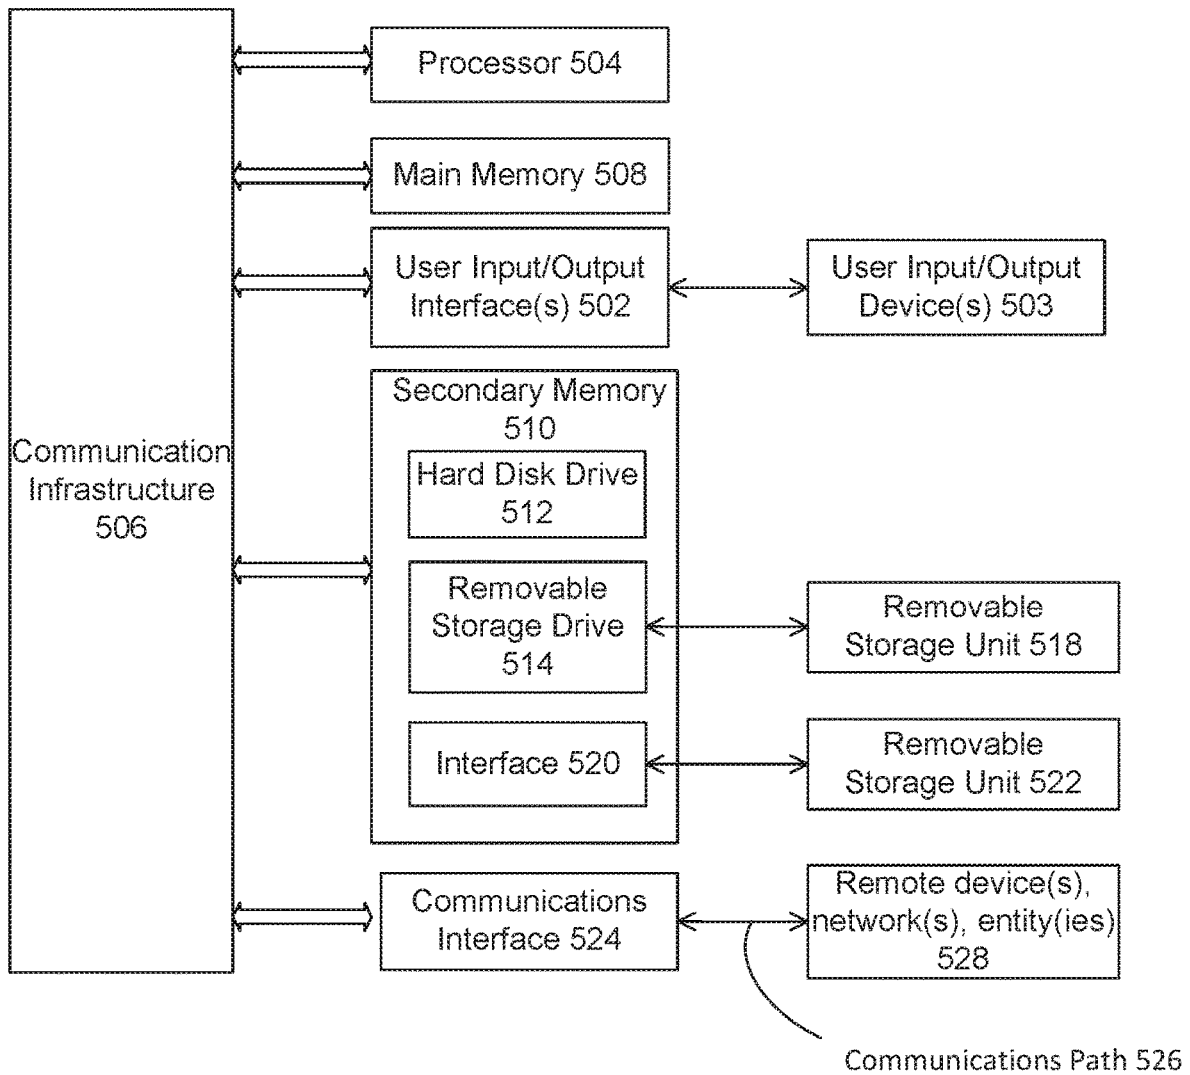 Processor 504
Main Memory 508
User Input/Output
Interface(s) 502
User Input/Output
Device(s) 503
Secondary Memory
510
Hard Disk Drive
512
Communication
Infrastructure
506
Removable
Storage Drive
514
Removable
Storage Unit 518
Interface 520
Removable
Storage Unit 522
Communications
Interface 524
Remote device(s),
network(s), entity(ies)
528
Communications Path 526